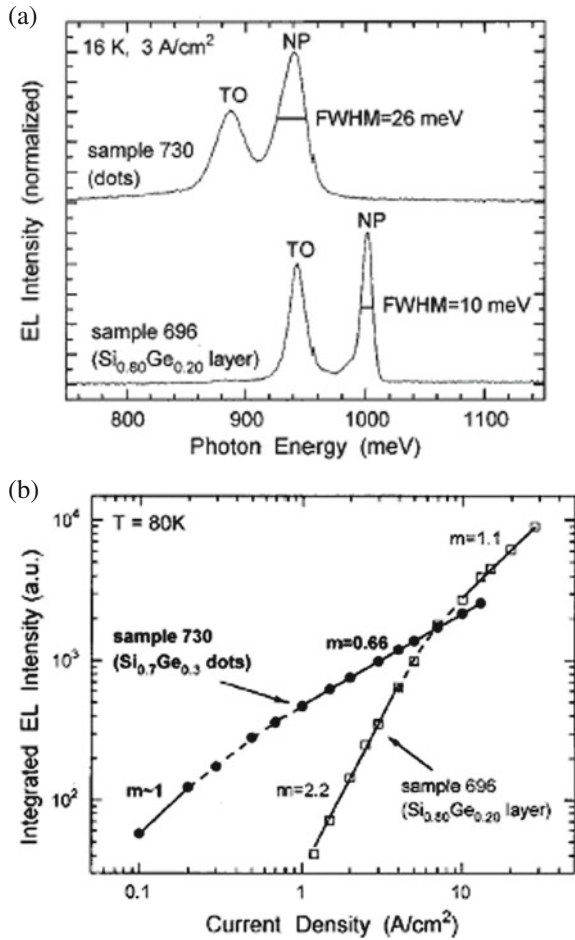 (a)
16 K, 3 A/cm²
NP
TO
FWHM=26 meV
sample 730
(dots)
NP
TO
FWHM=10 meV
sample 696
(Si₀.₈₀Ge₀.₂₀ layer)
EL Intensity (normalized)
800 900 1000 1100
Photon Energy (meV)
(b)
T = 80K
m=1.1
sample 730
(Si₀.₇Ge₀.₃ dots)
m=0.66
m~1
m=2.2
sample 696
(Si₀.₈₀Ge₀.₂₀ layer)
10⁴
10³
10²
Integrated EL Intensity (a.u.)
0.1 1 10
Current Density (A/cm²)